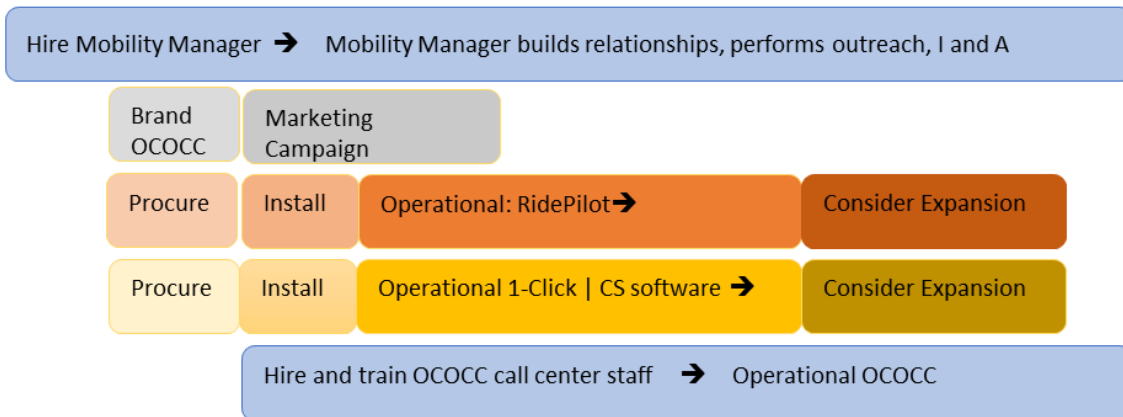 Hire Mobility Manager ➔ Mobility Manager builds relationships, performs outreach, I and A
Brand
OCOCC
Marketing
Campaign
Procure
Install
Operational: RidePilot➔
Consider Expansion
Procure
Install
Operational 1-Click | CS software ➔
Consider Expansion
Hire and train OCOCC call center staff ➔ Operational OCOCC